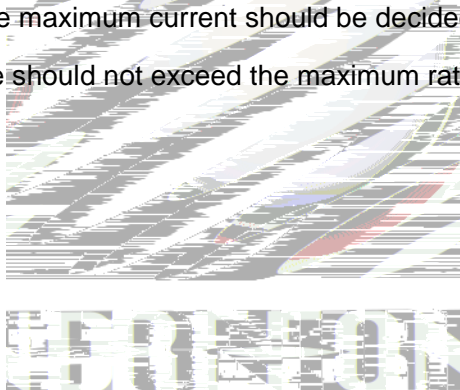 e maximum current should be decide
e should not exceed the maximum rat